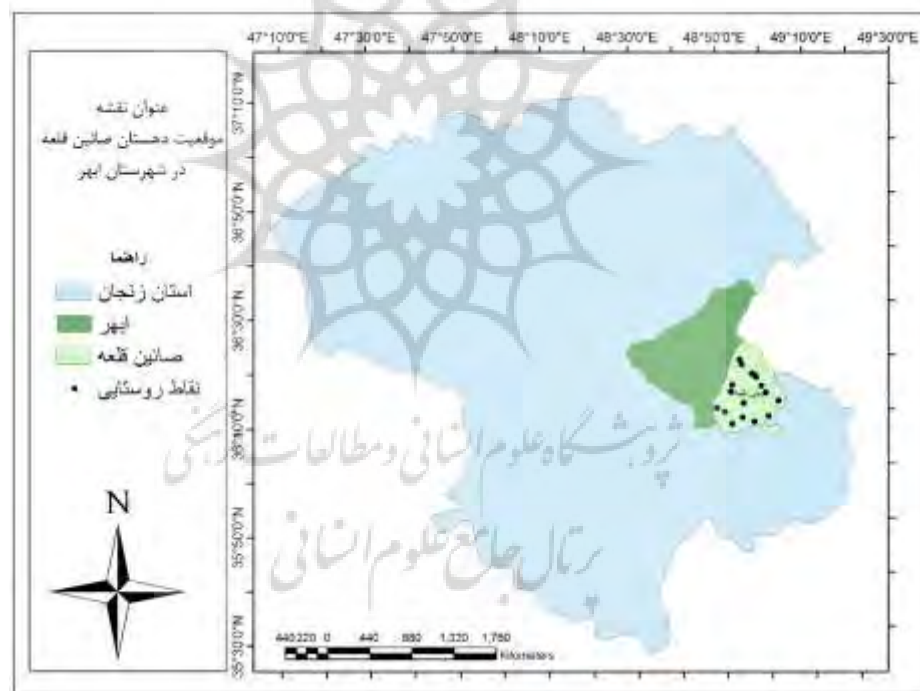 47°10'0"E 47°30'0"E 47°50'0"E 48°10'0"E 48°30'0"E 48°50'0"E 49°10'0"E 49°30'0"E
عنوان نقشه
موقعیت دهستان صائین قلعه
در شهرستان ابهر
راهنما
استان زنجان
ابهر
صائین قلعه
نقاط روستایی
N
37°10'0"N
36°50'0"N
36°30'0"N
36°10'0"N
35°50'0"N
35°30'0"N
پژوهشگاه علوم انسانی و مطالعات فرهنگی
پرتال جامع علوم انسانی
440 220 0 440 880 1,320 1,760
Kilometers